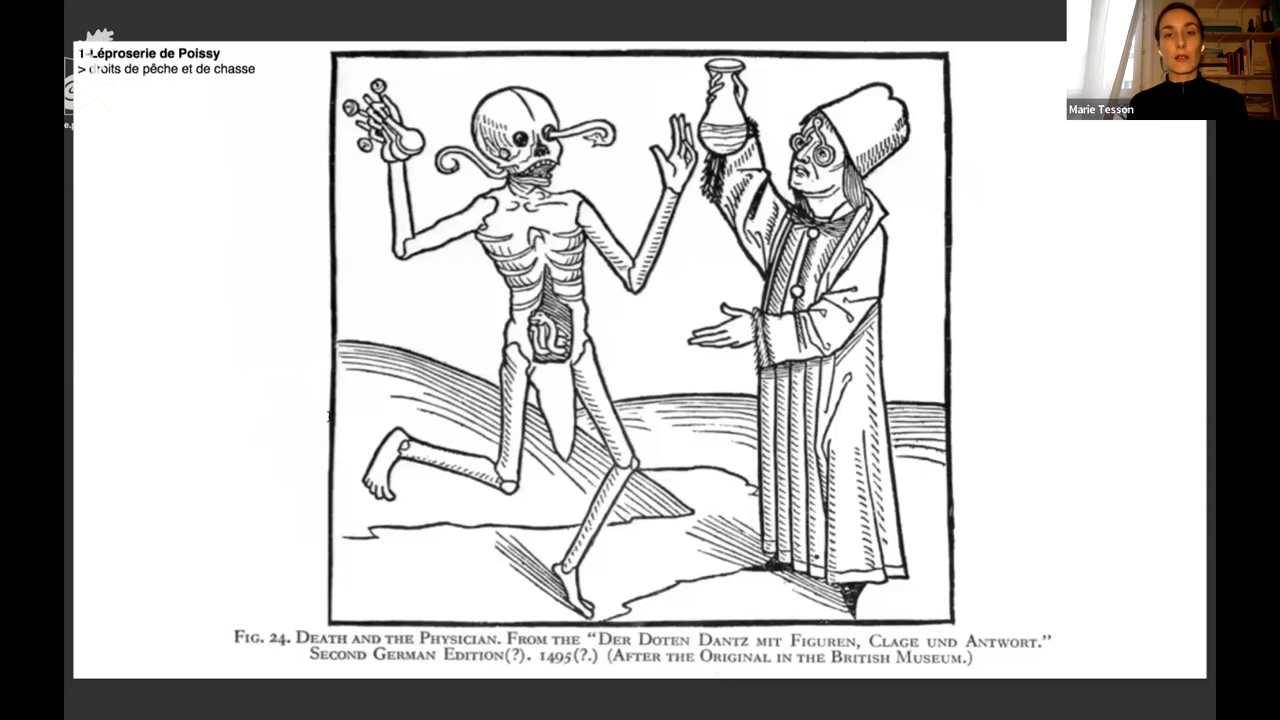 1-Léproserie de Poissy
> droits de pêche et de chasse
Marie Tesson
FIG. 24. DEATH AND THE PHYSICIAN. FROM THE “DER DOTEN DANTZ MIT FIGUREN, CLAGE UND ANTWORT.”
SECOND GERMAN EDITION(?). 1495(?.) (AFTER THE ORIGINAL IN THE BRITISH MUSEUM.)